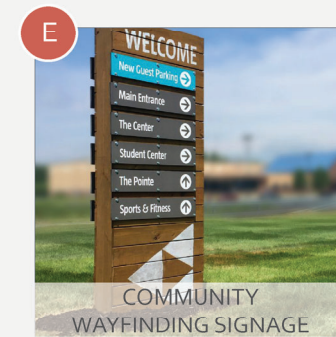 E
WELCOME
New Guest Parking
Main Entrance
The Center
Student Center
The Pointe
Sports & Fitness
COMMUNITY
WAYFINDING SIGNAGE